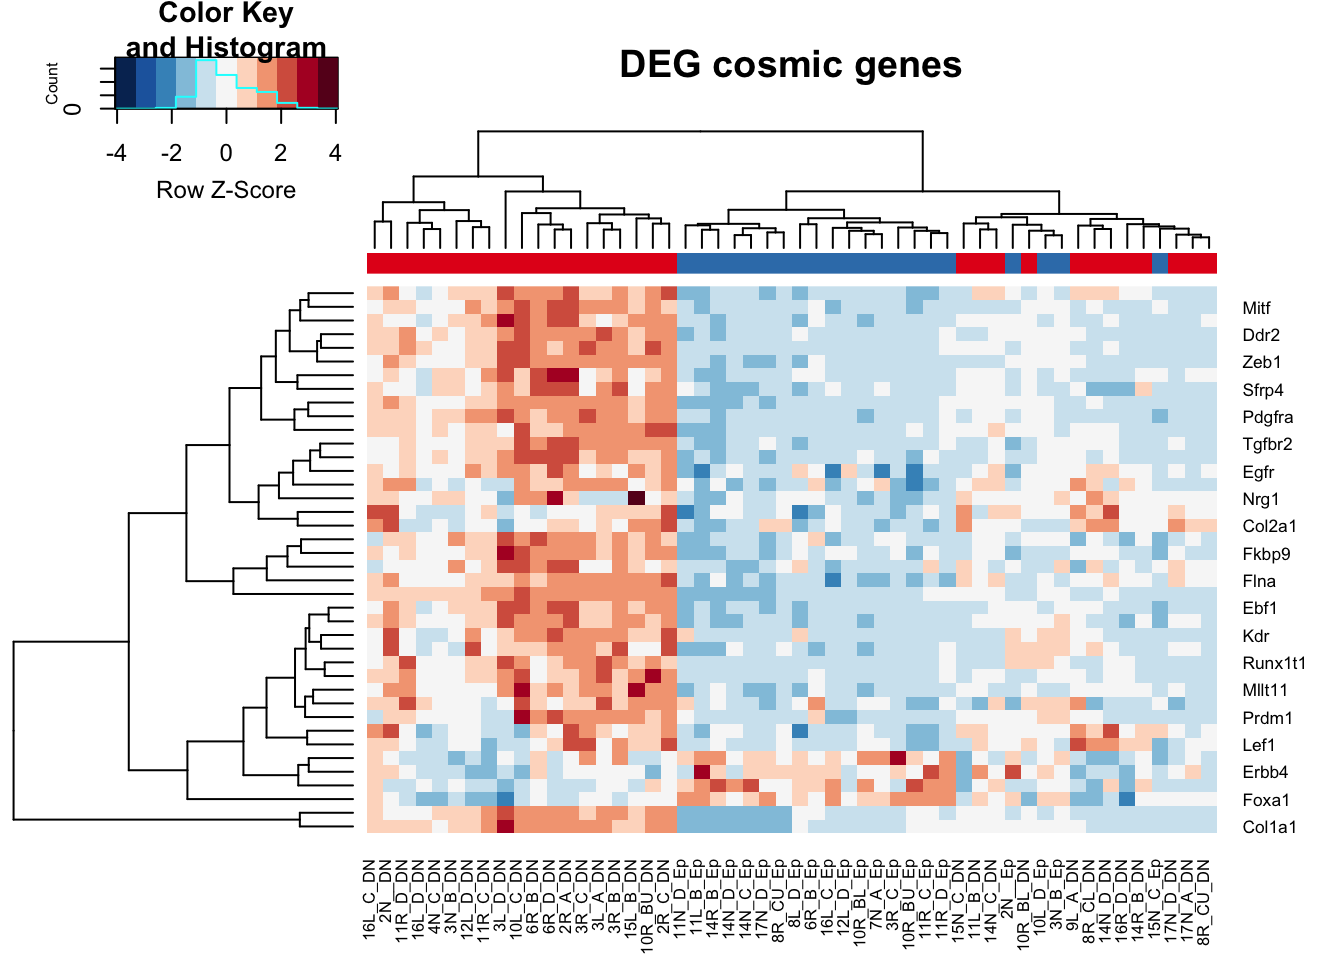 Color Key
and Histogram
Count
0
-4 -2 0 2 4
Row Z-Score
DEG cosmic genes
Mitf
Ddr2
Zeb1
Sfrp4
Pdgfra
Tgfbr2
Egfr
Nrg1
Col2a1
Fkbp9
Flna
Ebf1
Kdr
Runx1t1
Mllt11
Prdm1
Lef1
Erbb4
Foxa1
Col1a1
16L_C_DN
2N__DN
11R_D_DN
16L_D_DN
4N_C_DN
3N_B_DN
12L_D_DN
11R_C_DN
3L_D_DN
10L_C_DN
6R_B_DN
6R_D_DN
2R_A_DN
3R_C_DN
3L_A_DN
3R_B_DN
15L_B_DN
10R_BU_DN
2R_C_DN
11N_D_Ep
11L_B_Ep
14R_B_Ep
14N_D_Ep
14N_C_Ep
17N_D_Ep
8R_CU_Ep
8L_D_Ep
6R_B_Ep
16L_C_Ep
12L_D_Ep
10R_BL_Ep
7N_A_Ep
3R_C_Ep
10R_BU_Ep
11R_C_Ep
11R_D_Ep
15N_C_DN
11L_B_DN
14N_C_DN
2N__Ep
10R_BL_DN
10L_D_Ep
3N_B_Ep
9L_A_DN
8R_CL_DN
14N_D_DN
16R_D_DN
14R_B_DN
15N_C_Ep
17N_D_DN
17N_A_DN
8R_CU_DN